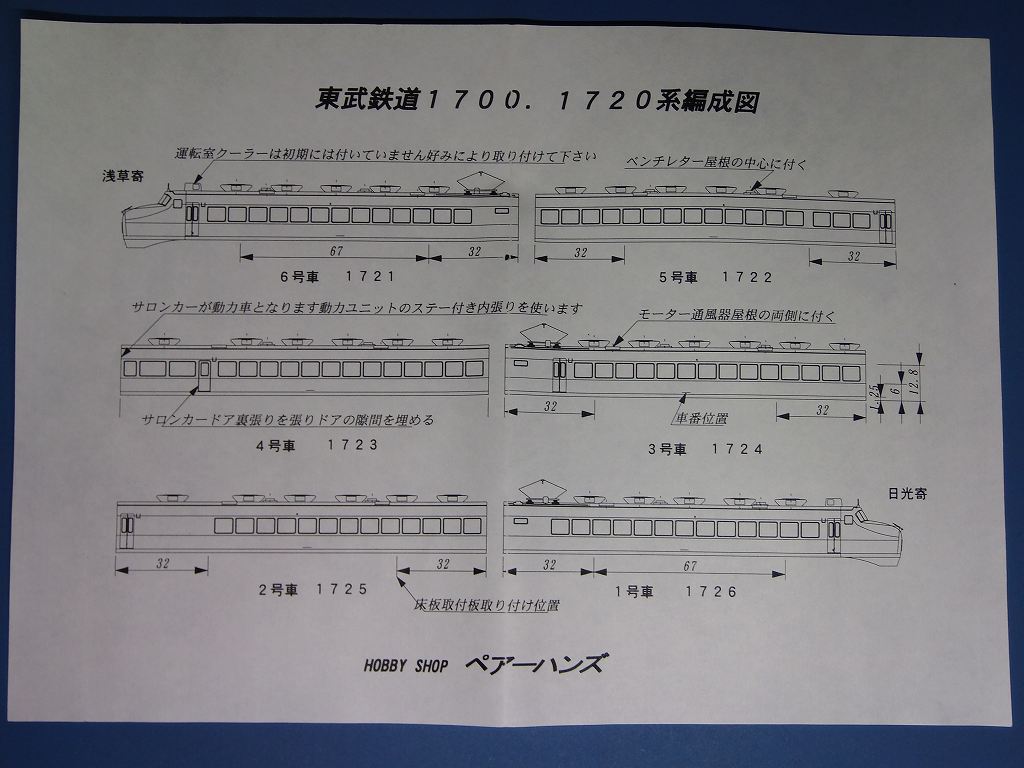 東武鉄道1700．1720系編成図
運転室クーラーは初期には付いていません好みにより取り付けて下さい
ベンチレター屋根の中心に付く
浅草寄
67
32
32
32
6号車 1721
5号車 1722
サロンカーが動力車となります動力ユニットのステー付き内張りを使います
モーター通風器屋根の両側に付く
サロンカードア裏張りを張りドアの隙間を埋める
32
車番位置
32
1.25
6
12.8
4号車 1723
3号車 1724
日光寄
32
32
32
67
2号車 1725
床板取付板取り付け位置
1号車 1726
HOBBY SHOP ペアーハンズ